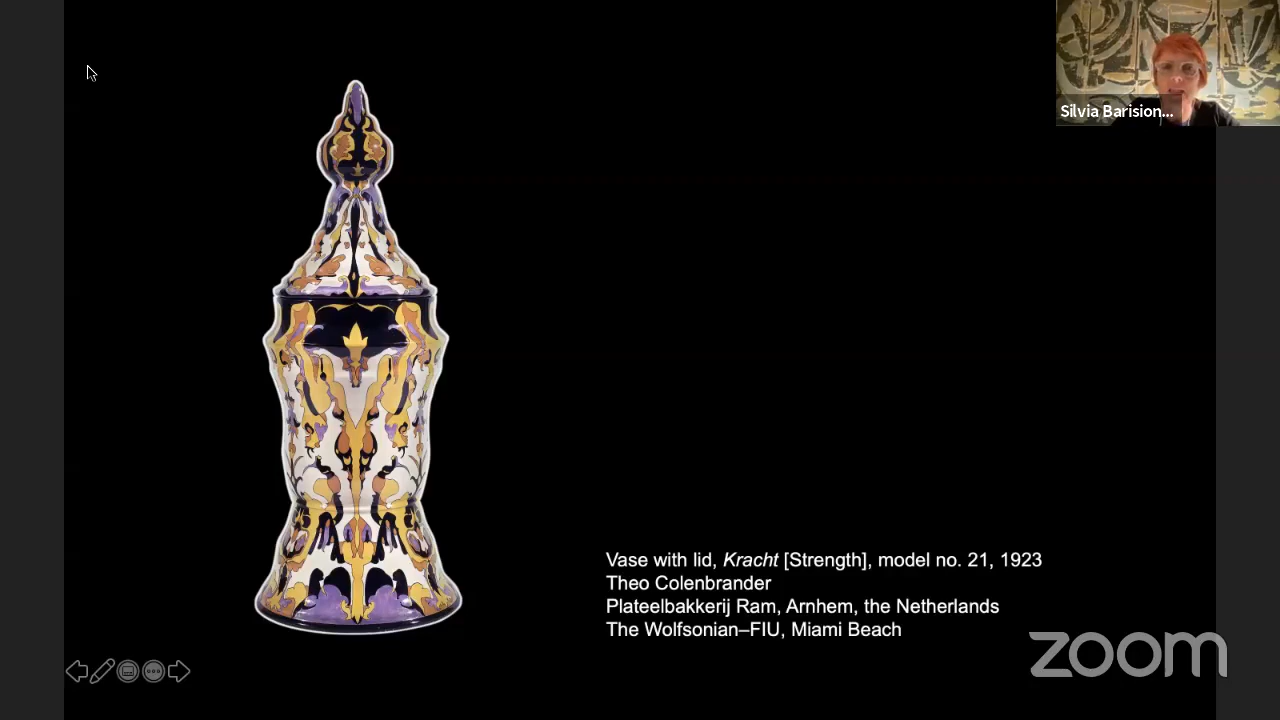 Silvia Barision...
Vase with lid, Kracht [Strength], model no. 21, 1923
Theo Colenbrander
Plateelbakkerij Ram, Arnhem, the Netherlands
The Wolfsonian–FIU, Miami Beach
zoom